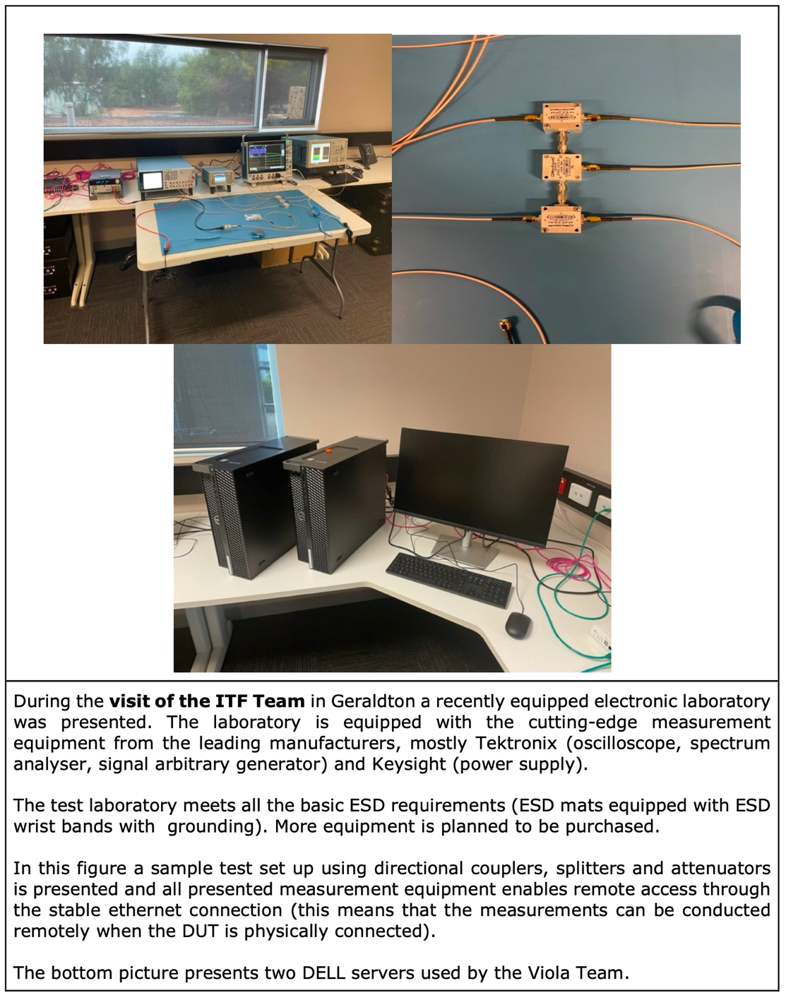 During the visit of the ITF Team in Geraldton a recently equipped electronic laboratory
was presented. The laboratory is equipped with the cutting-edge measurement
equipment from the leading manufacturers, mostly Tektronix (oscilloscope, spectrum
analyser, signal arbitrary generator) and Keysight (power supply).
The test laboratory meets all the basic ESD requirements (ESD mats equipped with ESD
wrist bands with  grounding). More equipment is planned to be purchased.
In this figure a sample test set up using directional couplers, splitters and attenuators
is presented and all presented measurement equipment enables remote access through
the stable ethernet connection (this means that the measurements can be conducted
remotely when the DUT is physically connected).
The bottom picture presents two DELL servers used by the Viola Team.